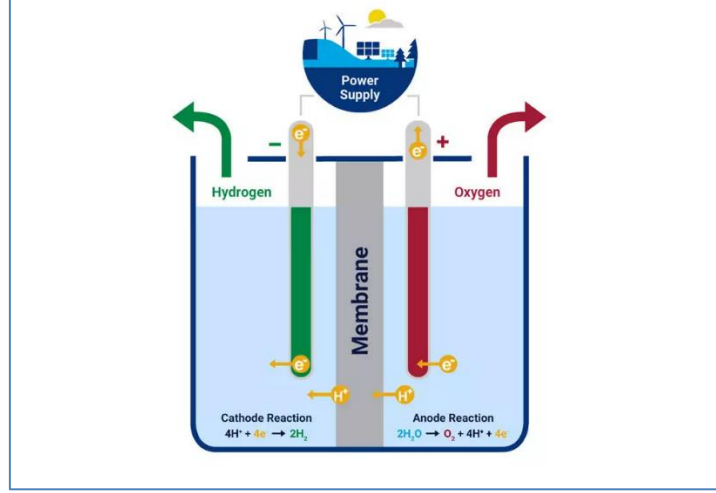 Power
Supply
−
e⁻
e⁻
+
Hydrogen
Oxygen
Membrane
e⁻
e⁻
H⁺
H⁺
Cathode Reaction
4H⁺ + 4e⁻ → 2H₂
Anode Reaction
2H₂O → O₂ + 4H⁺ + 4e⁻